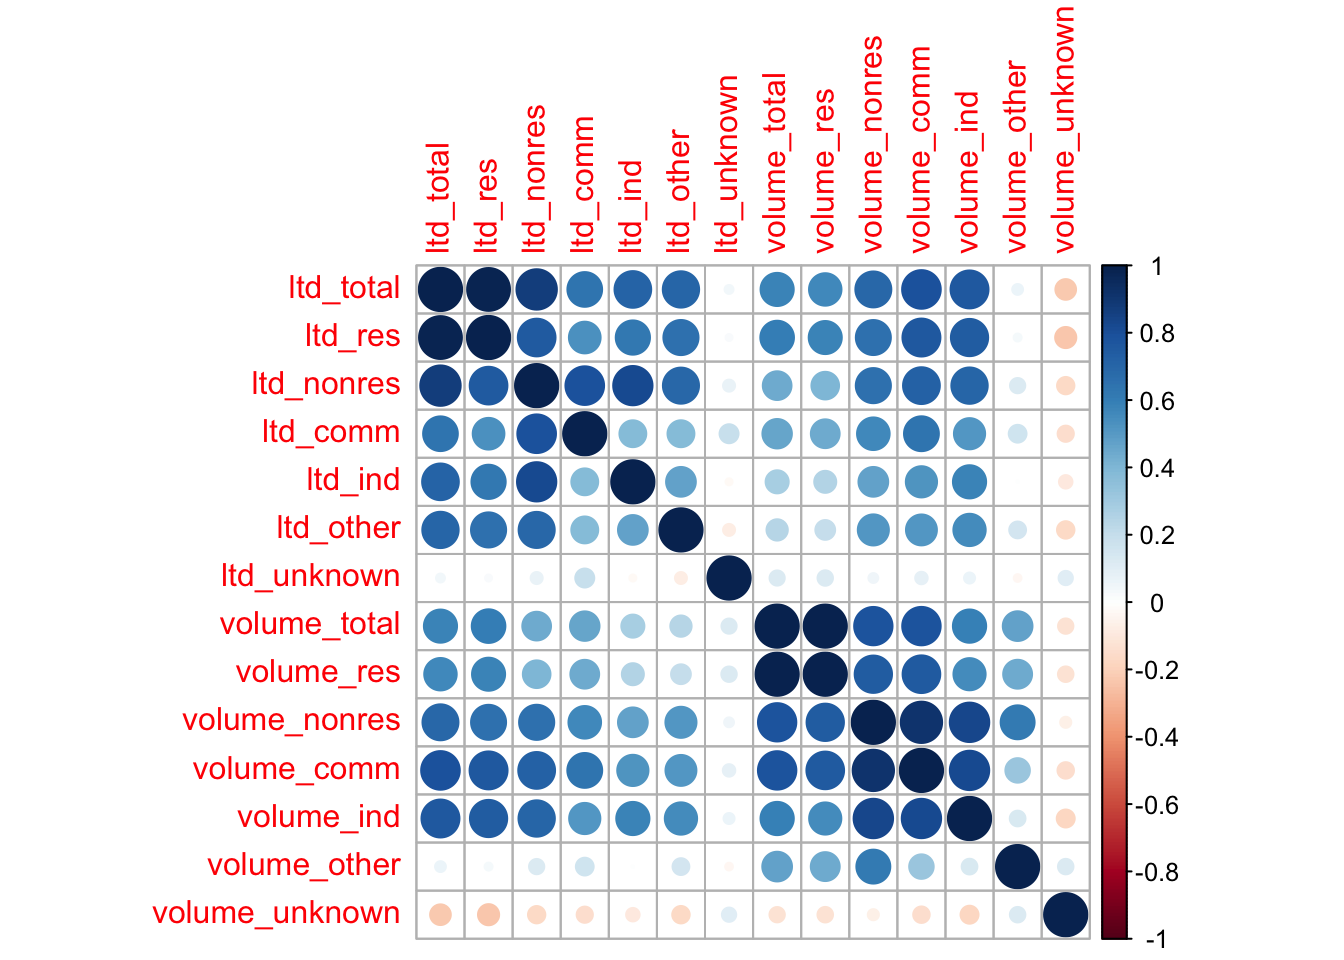 ltd_total
ltd_res
ltd_nonres
ltd_comm
ltd_ind
ltd_other
ltd_unknown
volume_total
volume_res
volume_nonres
volume_comm
volume_ind
volume_other
volume_unknown
ltd_total
ltd_res
ltd_nonres
ltd_comm
ltd_ind
ltd_other
ltd_unknown
volume_total
volume_res
volume_nonres
volume_comm
volume_ind
volume_other
volume_unknown
1
0.8
0.6
0.4
0.2
0
-0.2
-0.4
-0.6
-0.8
-1